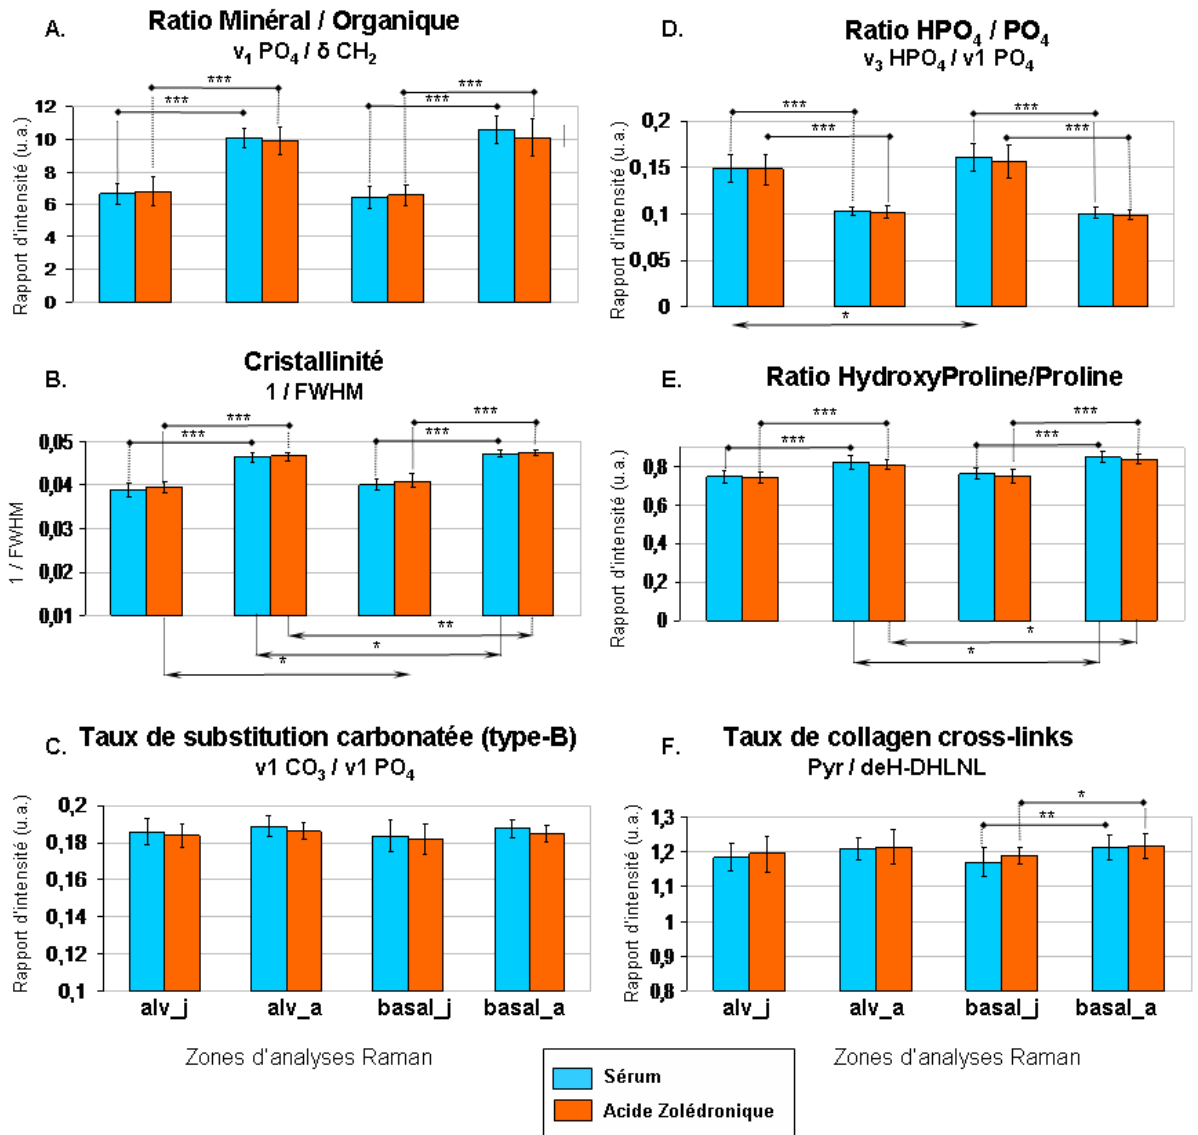 A.
Ratio Minéral / Organique
v₁ PO₄ / δ CH₂
Rapport d'intensité (u.a.)
12
10
8
6
4
2
0
***
***
***
***
B.
Cristallinité
1 / FWHM
1 / FWHM
0,05
0,04
0,03
0,02
0,01
***
***
***
***
**
*
*
C.
Taux de substitution carbonatée (type-B)
v1 CO₃ / v1 PO₄
Rapport d'intensité (u.a.)
0,2
0,18
0,16
0,14
0,12
0,1
alv_j
alv_a
basal_j
basal_a
Zones d'analyses Raman
D.
Ratio HPO₄ / PO₄
v₃ HPO₄ / v1 PO₄
Rapport d'intensité (u.a.)
0,2
0,15
0,1
0,05
0
***
***
***
***
*
E.
Ratio HydroxyProline/Proline
Rapport d'intensité (u.a.)
0,8
0,6
0,4
0,2
0
***
***
***
***
*
*
F.
Taux de collagen cross-links
Pyr / deH-DHLNL
Rapport d'intensité (u.a.)
1,3
1,2
1,1
1
0,9
0,8
*
**
alv_j
alv_a
basal_j
basal_a
Zones d'analyses Raman
Sérum
Acide Zolédronique